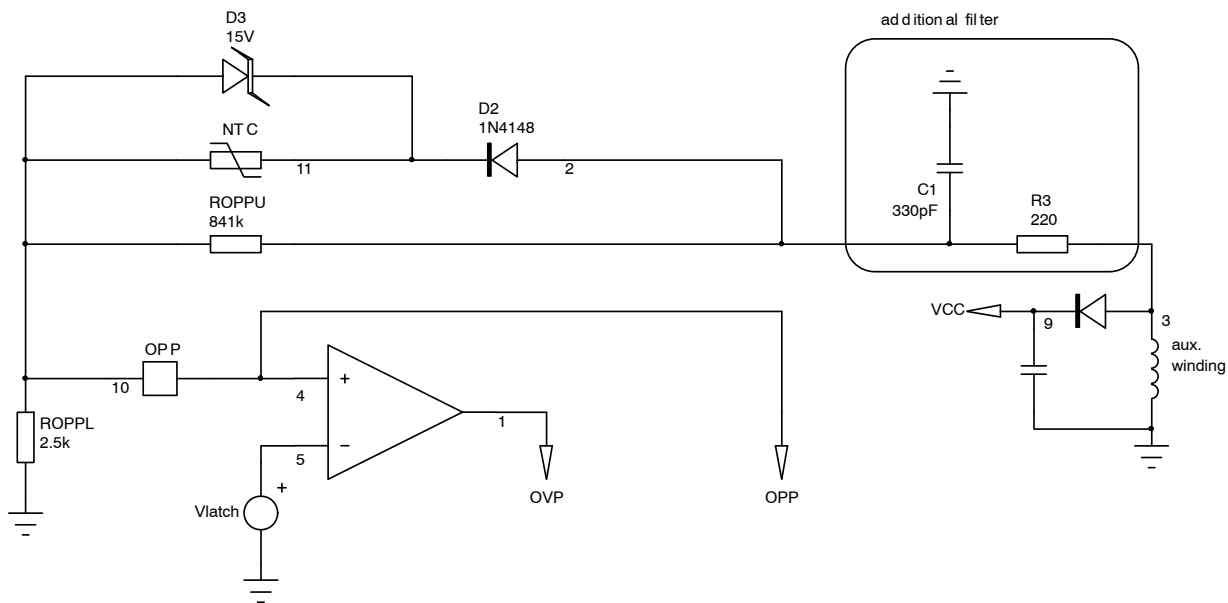 D3
15V
additional filter
NTC
11
D2
1N4148
2
C1
330pF
R3
220
ROPPU
841k
VCC
9
3
aux.
winding
OPP
10
4
+
1
ROPPL
2.5k
5
−
+
Vlatch
OVP
OPP